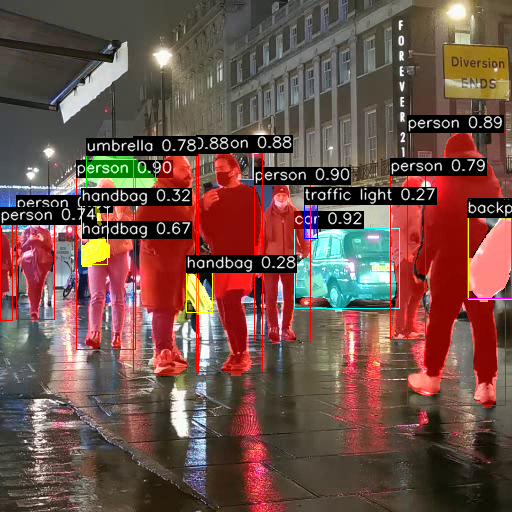 FOREVER 21
Diversion
ENDS
person 0.89
umbrella 0.78
0.88on 0.88
person 0.90
person 0.90
person 0.79
handbag 0.32
traffic light 0.27
person
person 0.74
backp
car 0.92
handbag 0.67
handbag 0.28